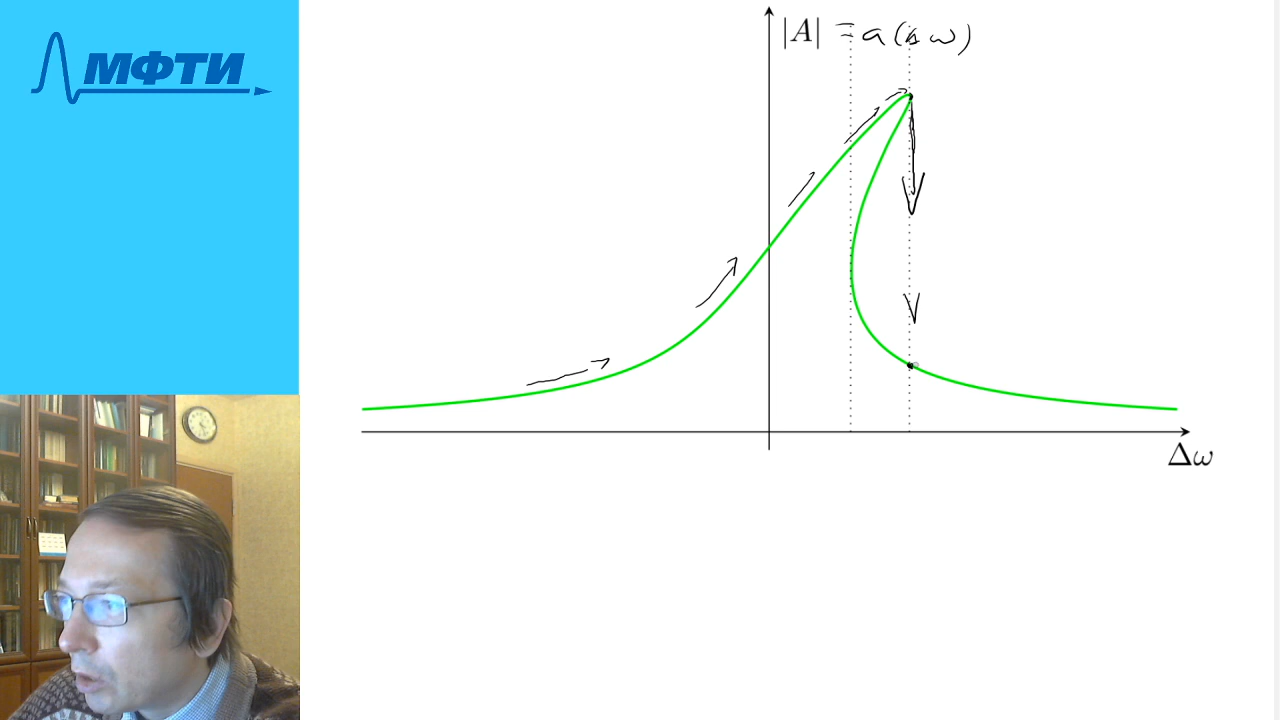 МФТИ
|A| = a(Δω)
Δω